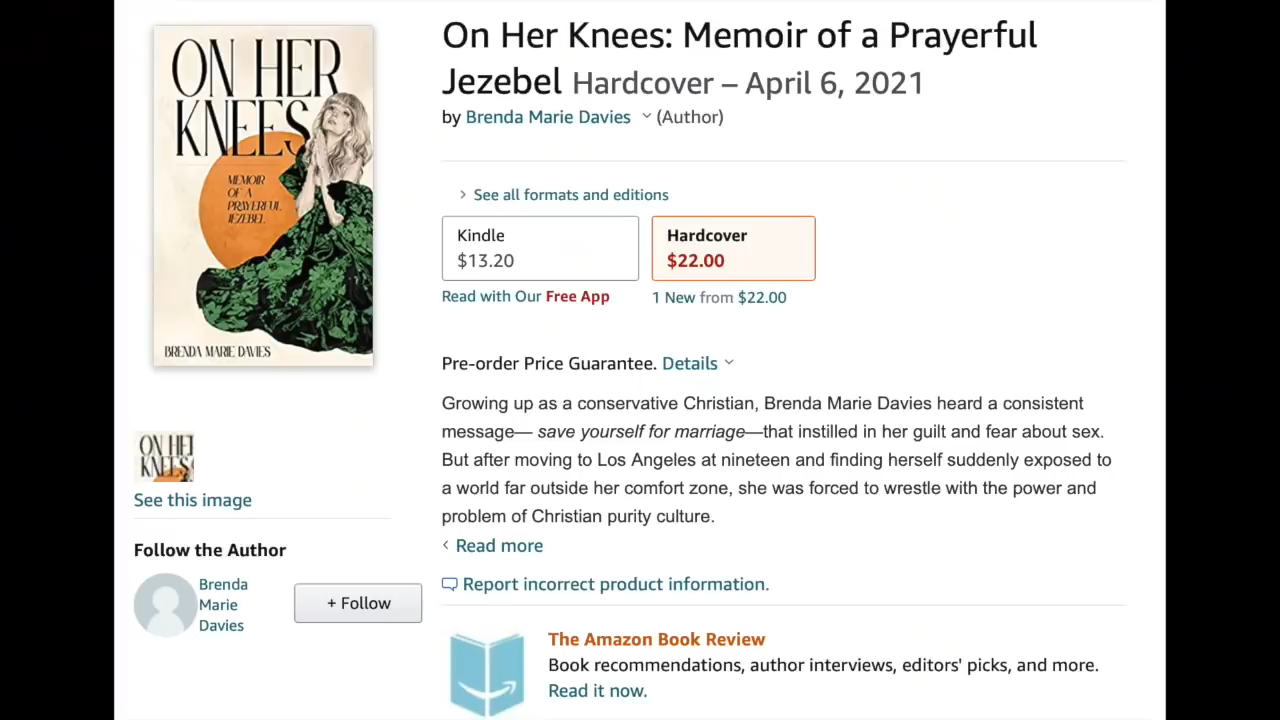 ON HER
KNEES
MEMOIR
OF A
PRAYERFUL
JEZEBEL
BRENDA MARIE DAVIES
ON HE
KNEES
See this image
Follow the Author
Brenda
Marie
Davies
+ Follow
On Her Knees: Memoir of a Prayerful
Jezebel Hardcover – April 6, 2021
by Brenda Marie Davies (Author)
See all formats and editions
Kindle
$13.20
Read with Our Free App
Hardcover
$22.00
1 New from $22.00
Pre-order Price Guarantee. Details
Growing up as a conservative Christian, Brenda Marie Davies heard a consistent
message— save yourself for marriage—that instilled in her guilt and fear about sex.
But after moving to Los Angeles at nineteen and finding herself suddenly exposed to
a world far outside her comfort zone, she was forced to wrestle with the power and
problem of Christian purity culture.
Read more
Report incorrect product information.
The Amazon Book Review
Book recommendations, author interviews, editors' picks, and more.
Read it now.